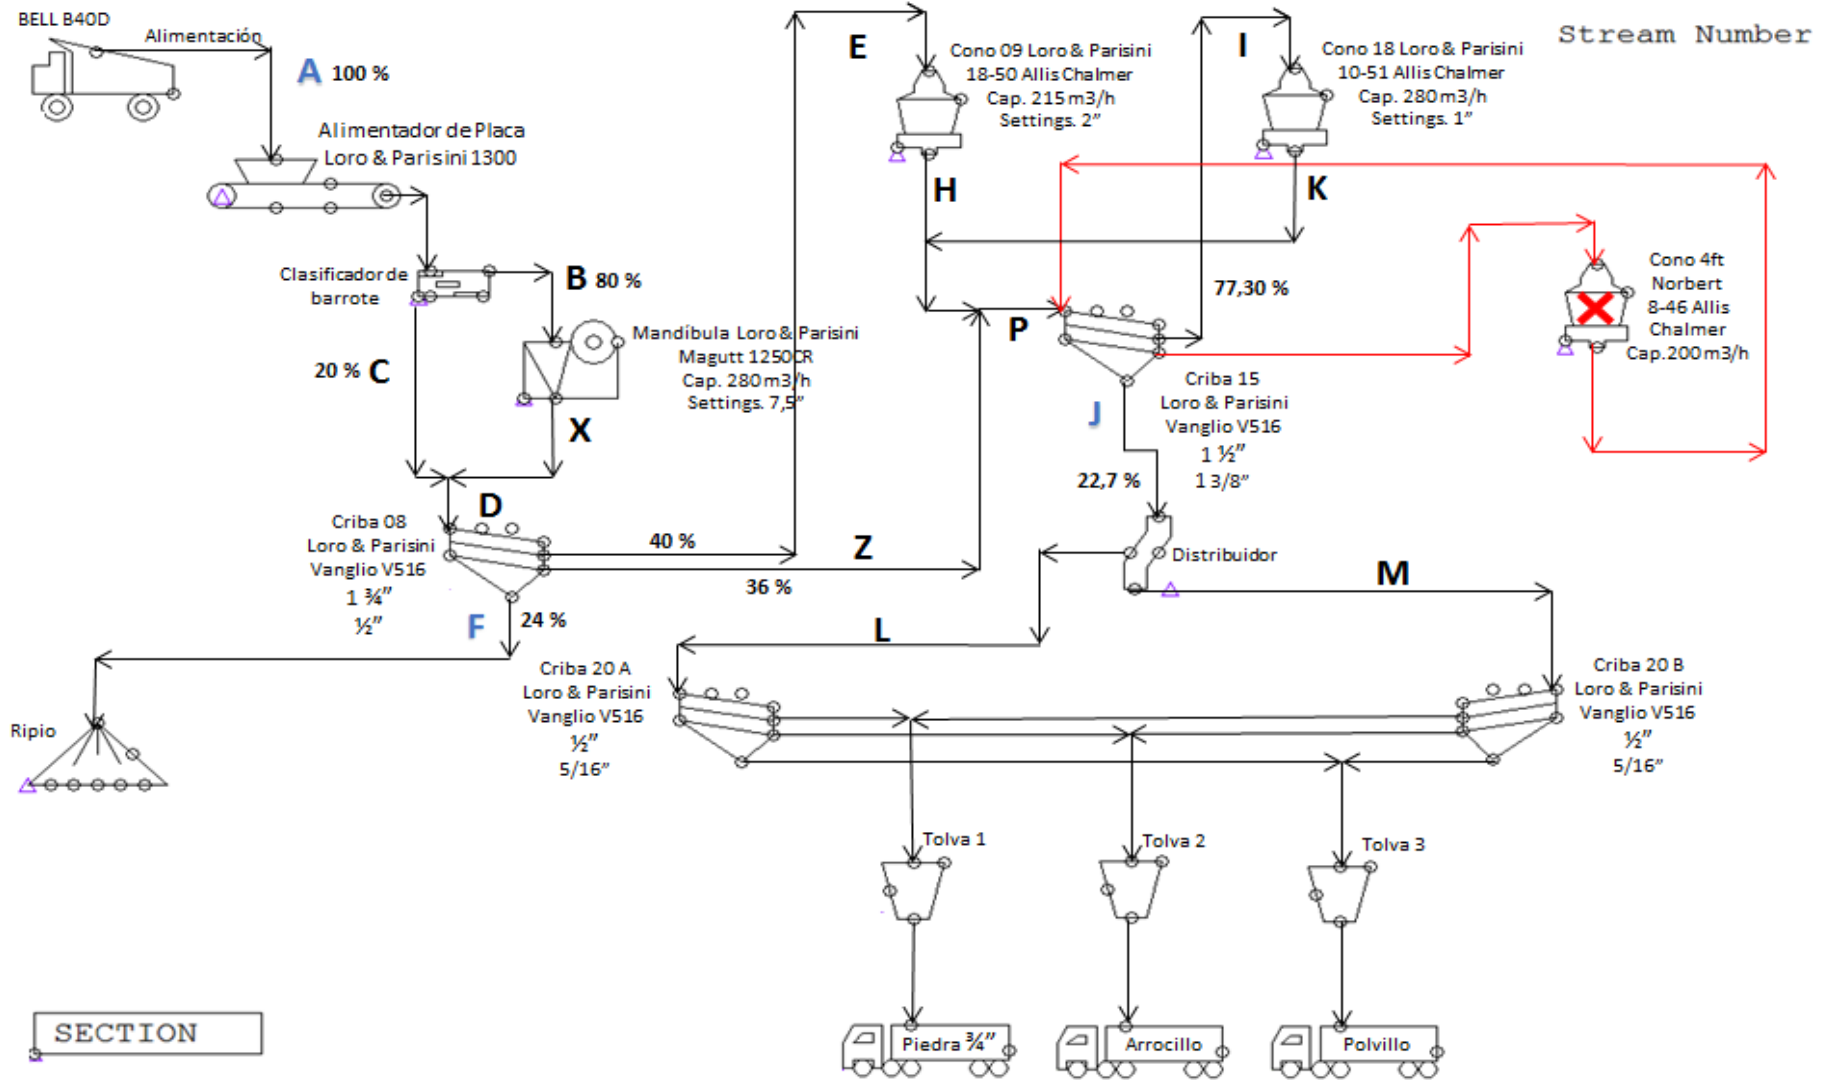 BELL B40D
Alimentación
A 100 %
Alimentador de Placa
Loro & Parisini 1300
Clasificador de
barrote
B 80 %
20 % C
Mandíbula Loro & Parisini
Magutt 1250CR
Cap. 280 m3/h
Settings. 7,5”
X
D
Criba 08
Loro & Parisini
Vanglio V516
1 ¾”
½”
40 %
Z
36 %
F
24 %
Ripio
E
Cono 09 Loro & Parisini
18-50 Allis Chalmer
Cap. 215 m3/h
Settings. 2”
H
I
Cono 18 Loro & Parisini
10-51 Allis Chalmer
Cap. 280 m3/h
Settings. 1”
K
Stream Number
77,30 %
P
Cono 4ft
Norbert
8-46 Allis
Chalmer
Cap.200 m3/h
Criba 15
Loro & Parisini
Vanglio V516
1 ½”
1 3/8”
J
22,7 %
Distribuidor
M
L
Criba 20 A
Loro & Parisini
Vanglio V516
½”
5/16”
Criba 20 B
Loro & Parisini
Vanglio V516
½”
5/16”
Tolva 1
Tolva 2
Tolva 3
Piedra ¾”
Arrocillo
Polvillo
SECTION